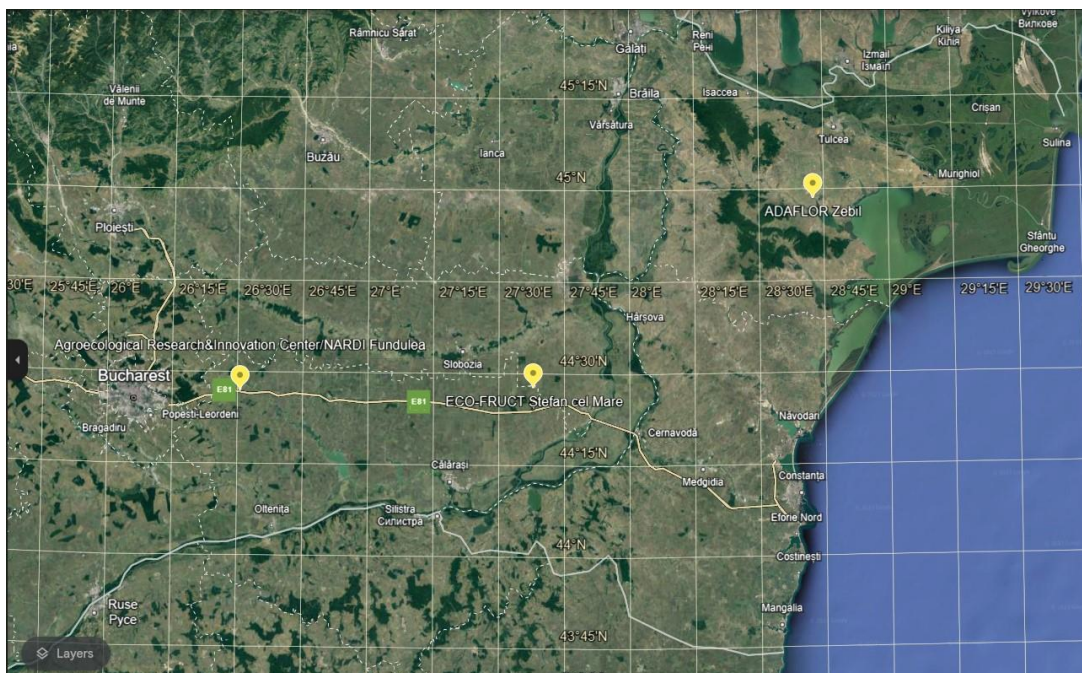 Vylkove
Вилкове
Râmnicu Sărat
Galați
Reni
Рені
Kiliya
Кілія
Izmail
Ізмаїл
Vălenii
de Munte
45°15'N
Brăila
Isaccea
Crișan
Vărsătura
Tulcea
Buzău
Ianca
Sulina
45°N
Murighiol
ADAFLOR Zebil
Ploiești
Sfântu
Gheorghe
30'E 25°45'E 26°E 26°15'E 26°30'E 26°45'E 27°E 27°15'E 27°30'E 27°45'E 28°E 28°15'E 28°30'E 28°45'E 29°E 29°15'E 29°30'E
Hârșova
Agroecological Research&Innovation Center/NARDI Fundulea
Slobozia
44°30'N
Bucharest
E81
E81
ECO-FRUCT Stefan cel Mare
Popești-Leordeni
Năvodari
Bragadiru
Cernavodă
44°15'N
Călărași
Medgidia
Constanța
Oltenița
Silistra
Силистра
Eforie Nord
44°N
Costinești
Ruse
Русе
Mangalia
43°45'N
Layers